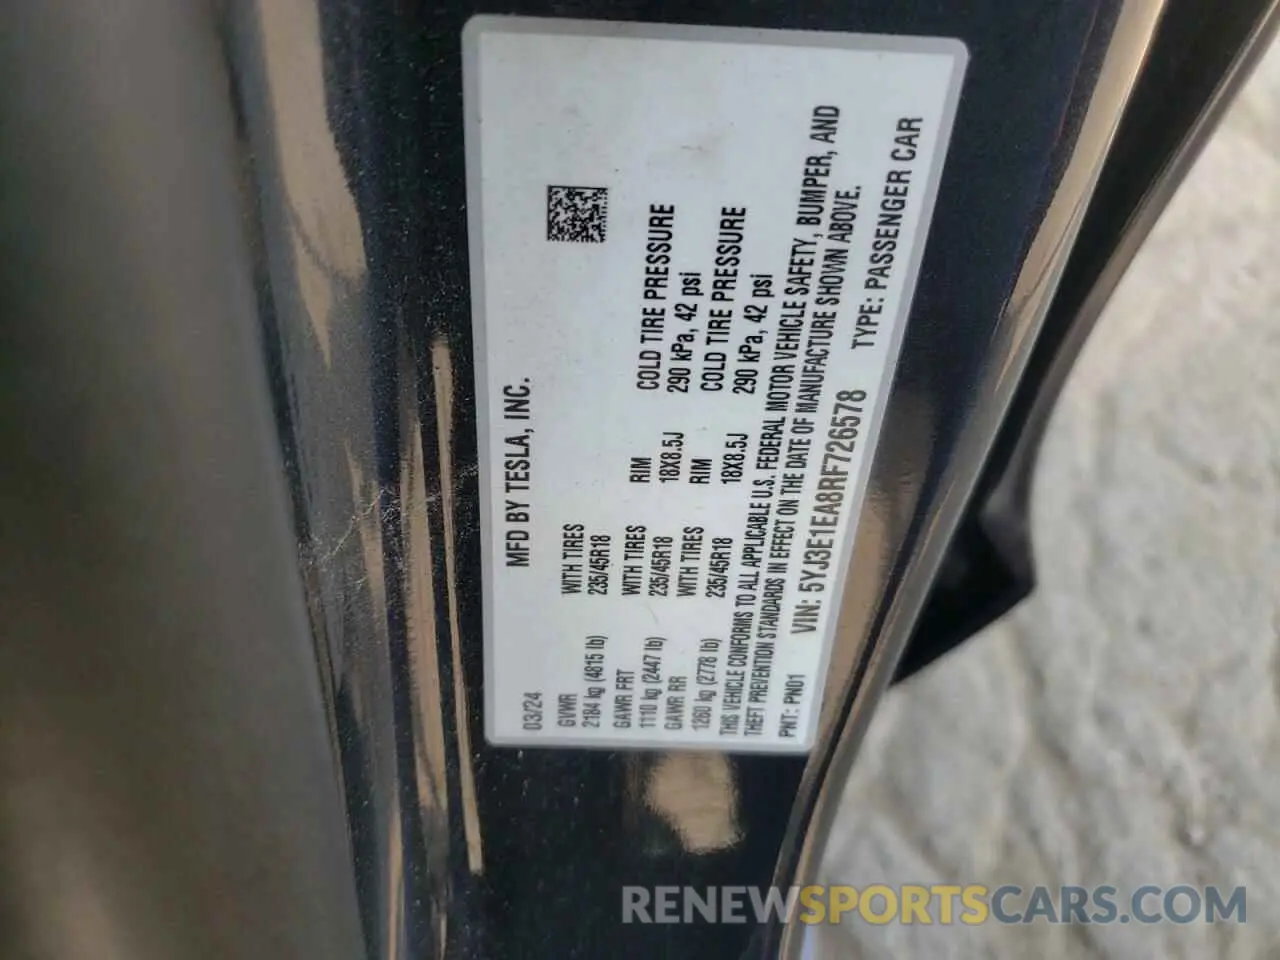 MFD BY TESLA, INC.
03/24
GVWR WITH TIRES
2184 kg (4815 lb) 235/45R18
GAWR FRT WITH TIRES RIM COLD TIRE PRESSURE
1110 kg (2447 lb) 235/45R18 18X8.5J 290 kPa, 42 psi
GAWR RR WITH TIRES RIM COLD TIRE PRESSURE
1260 kg (2778 lb) 235/45R18 18X8.5J 290 kPa, 42 psi
THIS VEHICLE CONFORMS TO ALL APPLICABLE U.S. FEDERAL MOTOR VEHICLE SAFETY, BUMPER, AND
THEFT PREVENTION STANDARDS IN EFFECT ON THE DATE OF MANUFACTURE SHOWN ABOVE.
PNT: PN01 VIN: 5YJ3E1EA8RF726578 TYPE: PASSENGER CAR
RENEWSPORTSCARS.COM